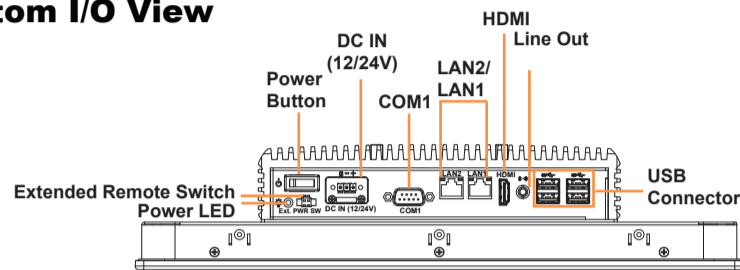 tom I/O View
HDMI
Line Out
DC IN
(12/24V)
LAN2/
LAN1
Power
Button
COM1
LAN2 LAN1 HDMI
USB
Connector
Extended Remote Switch
Power LED
Ext. PWR SW
DC IN (12/24V)
COM1